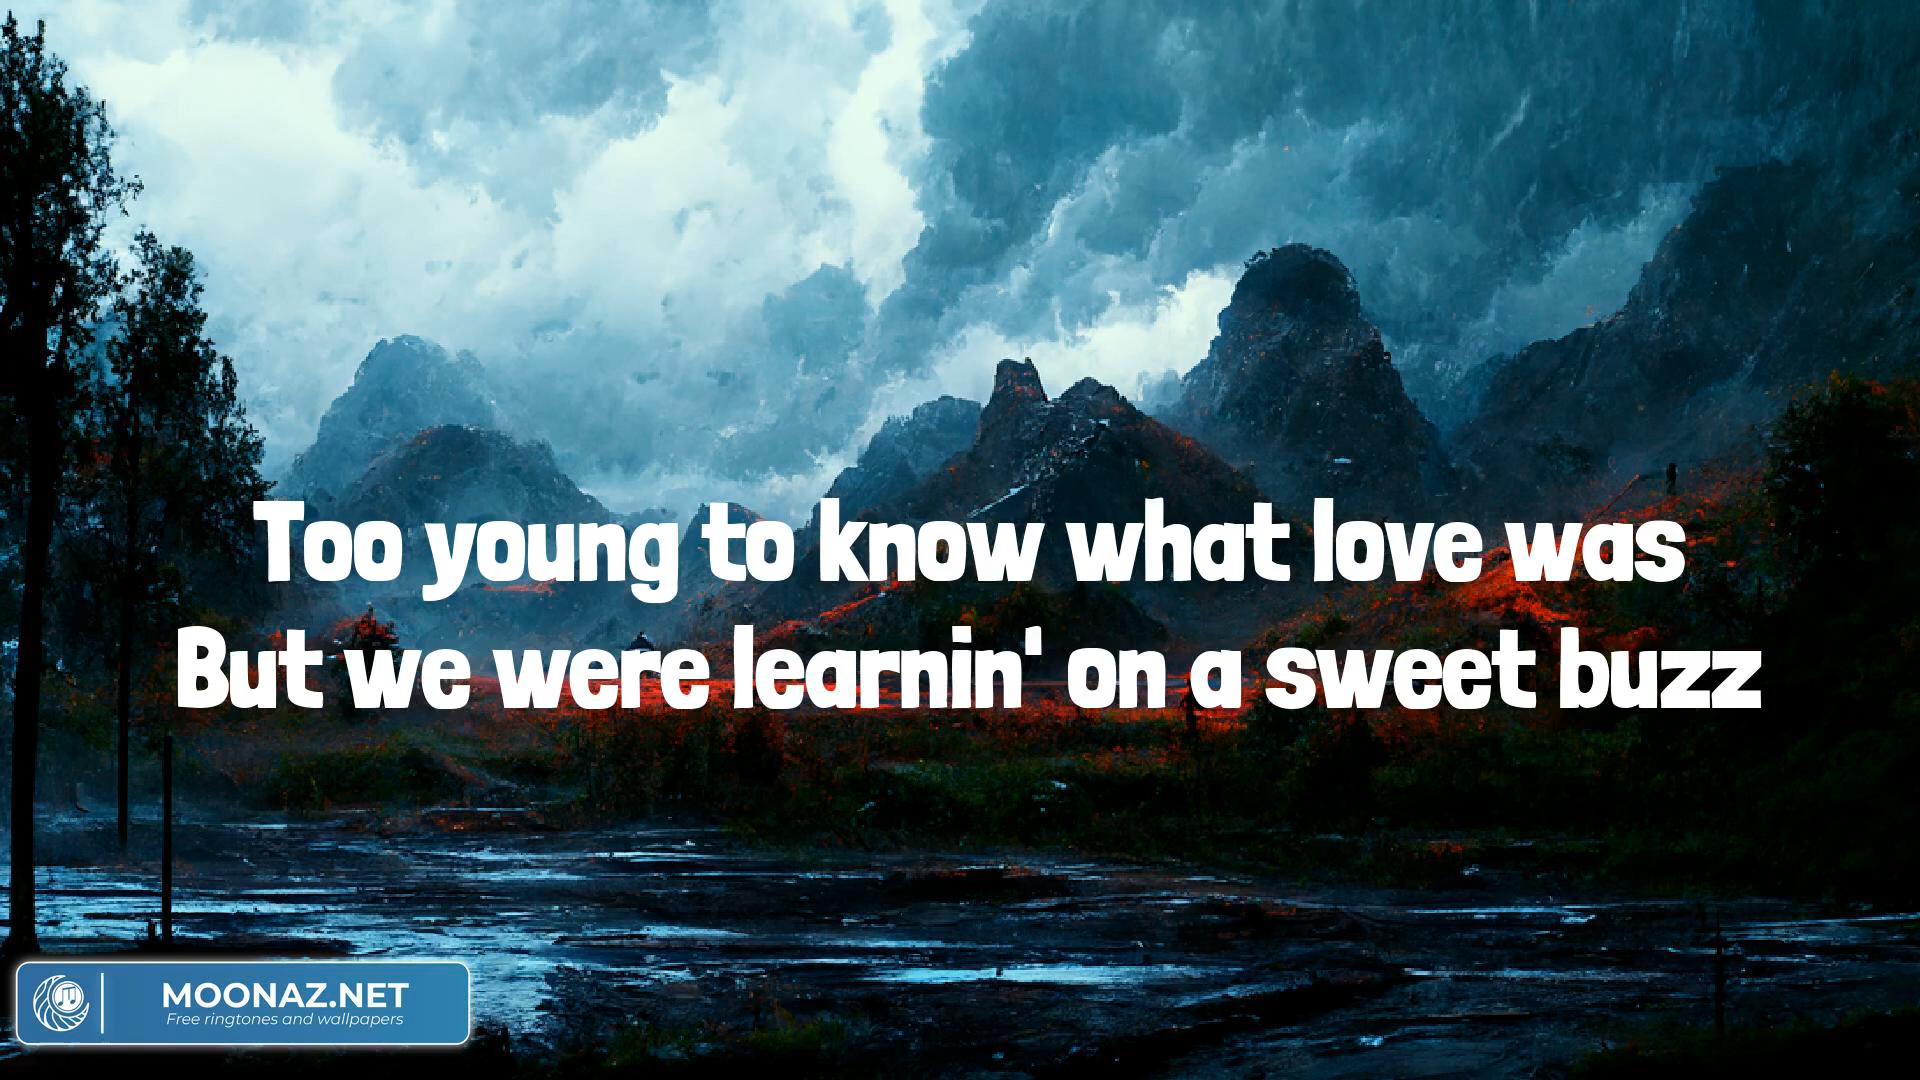 Too young to know what love was
But we were learnin' on a sweet buzz
MOONAZ.NET
Free ringtones and wallpapers